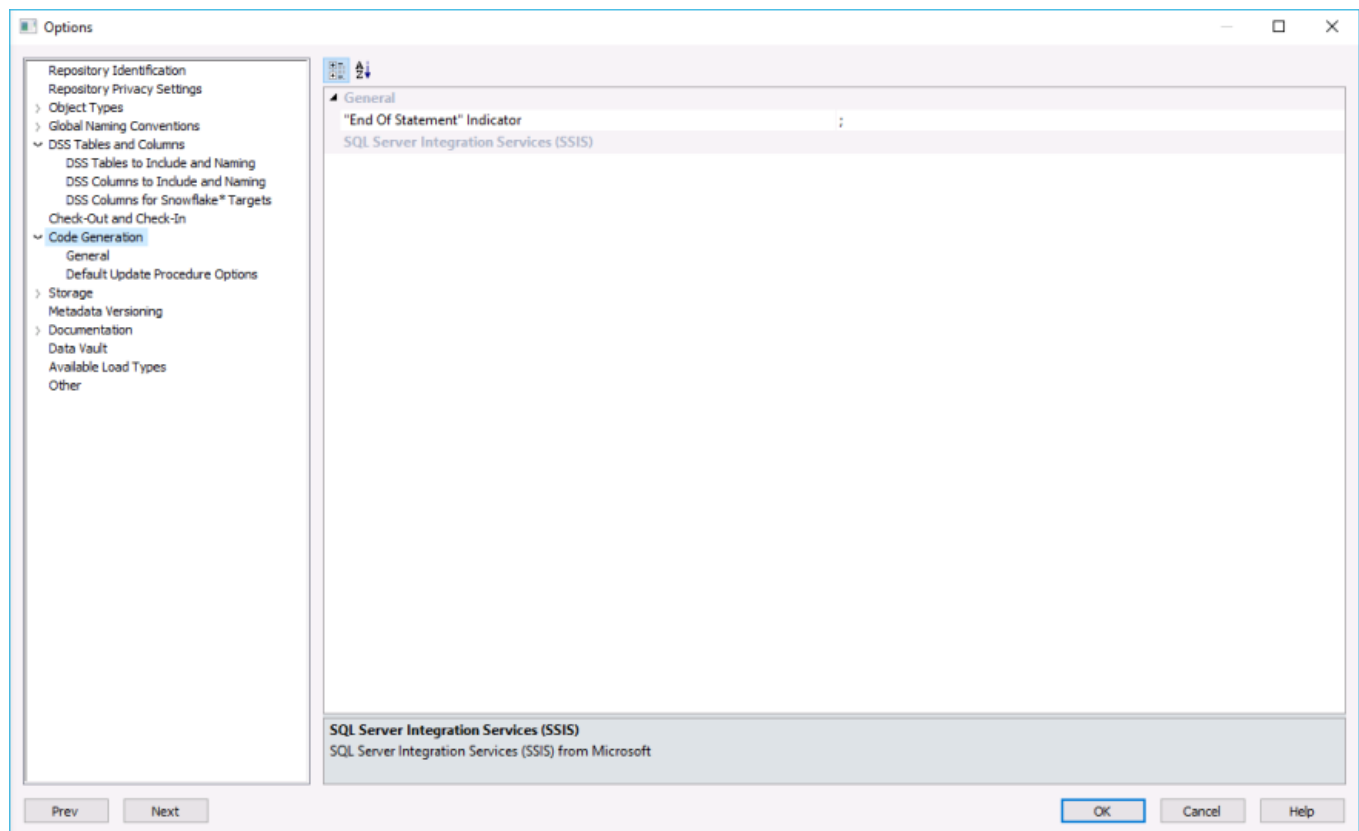 Options
Repository Identification
Repository Privacy Settings
Object Types
Global Naming Conventions
DSS Tables and Columns
DSS Tables to Include and Naming
DSS Columns to Include and Naming
DSS Columns for Snowflake* Targets
Check-Out and Check-In
Code Generation
General
Default Update Procedure Options
Storage
Metadata Versioning
Documentation
Data Vault
Available Load Types
Other
General
"End Of Statement" Indicator ;
SQL Server Integration Services (SSIS)
SQL Server Integration Services (SSIS)
SQL Server Integration Services (SSIS) from Microsoft
Prev Next OK Cancel Help